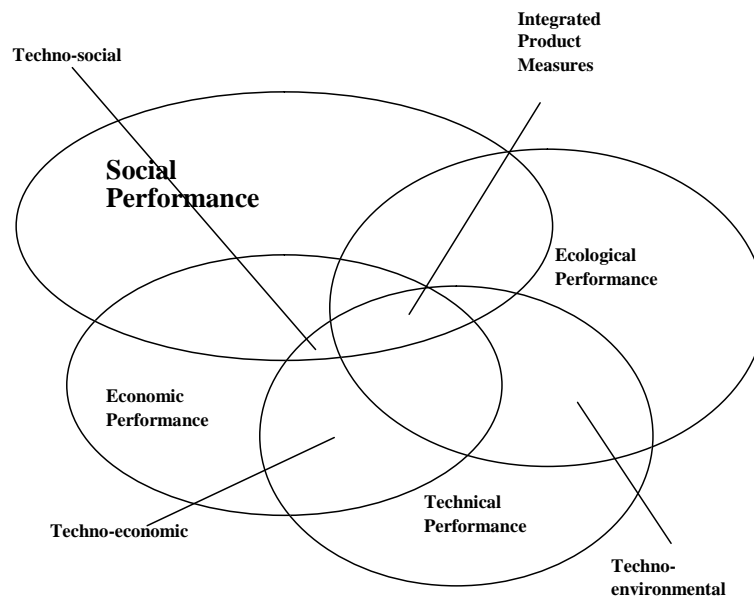 Integrated
Product
Measures
Techno-social
Social
Performance
Ecological
Performance
Economic
Performance
Technical
Performance
Techno-economic
Techno-
environmental